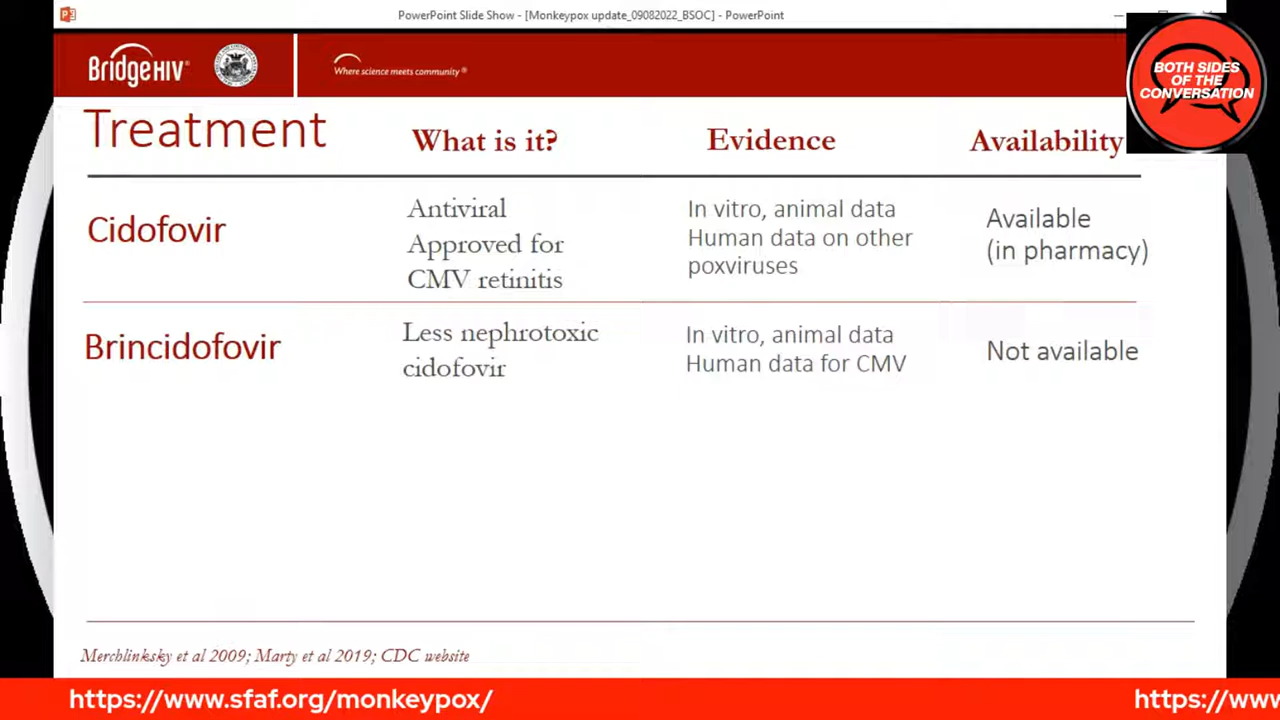 PowerPoint Slide Show - [Monkeypox update_09082022_BSOC] - PowerPoint
BridgeHIV®
Where science meets community®
BOTH SIDES
OF THE
CONVERSATION
Treatment
What is it?
Evidence
Availability
Cidofovir
Antiviral
Approved for
CMV retinitis
In vitro, animal data
Human data on other
poxviruses
Available
(in pharmacy)
Brincidofovir
Less nephrotoxic
cidofovir
In vitro, animal data
Human data for CMV
Not available
Merchlinksky et al 2009; Marty et al 2019; CDC website
https://www.sfaf.org/monkeypox/
https://www